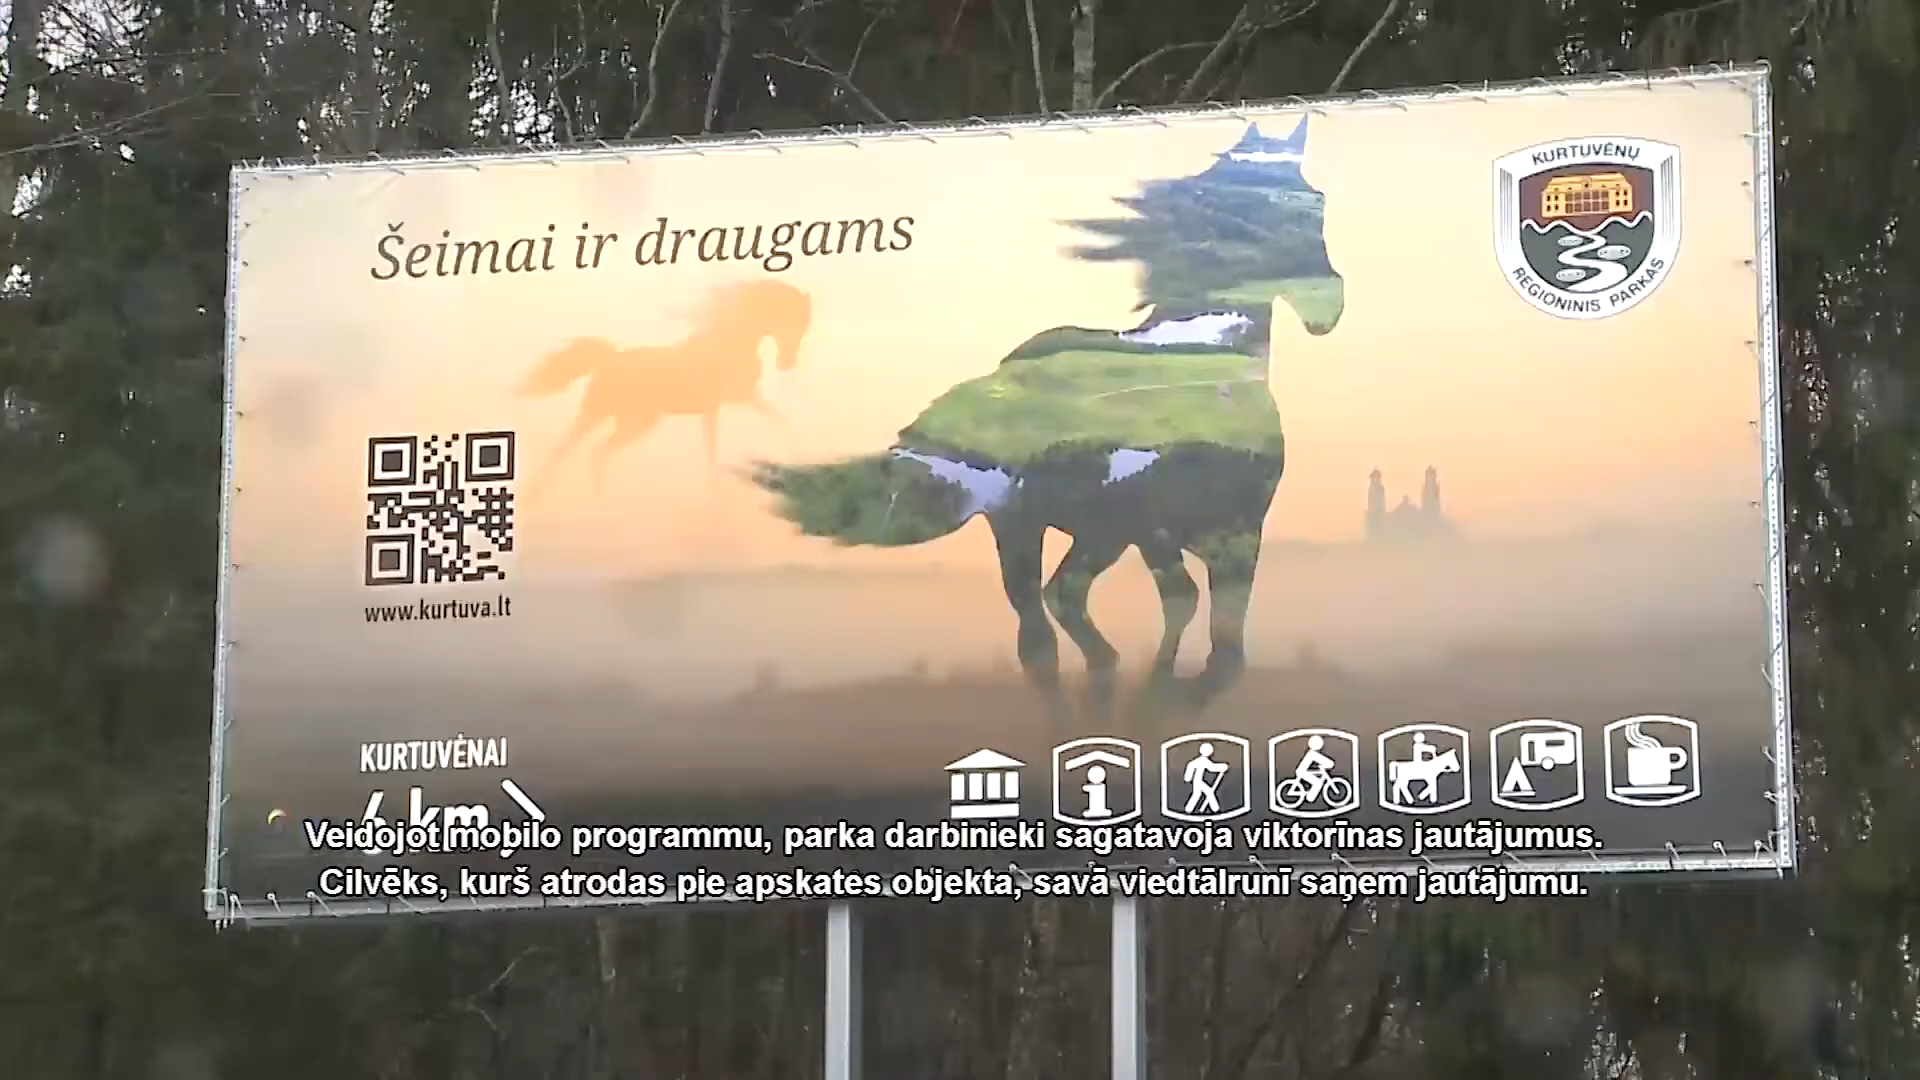 Šeimai ir draugams
KURTUVĖNŲ
REGIONINIS PARKAS
www.kurtuva.lt
KURTUVĖNAI
6 km
Veidojot mobilo programmu, parka darbinieki sagatavoja viktorīnas jautājumus.
Cilvēks, kurš atrodas pie apskates objekta, savā viedtālrunī saņem jautājumu.